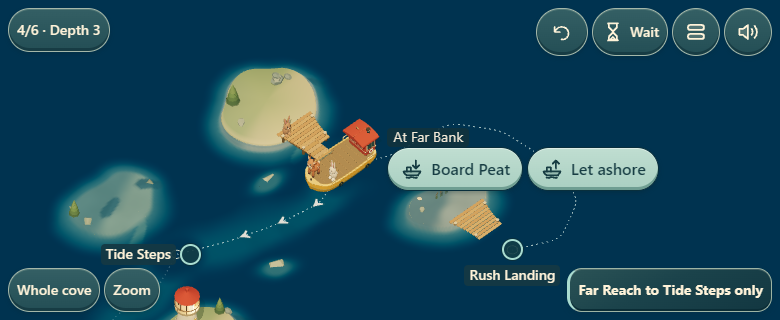 4/6 · Depth 3
Wait
At Far Bank
Board Peat
Let ashore
Tide Steps
Rush Landing
Whole cove
Zoom
Far Reach to Tide Steps only